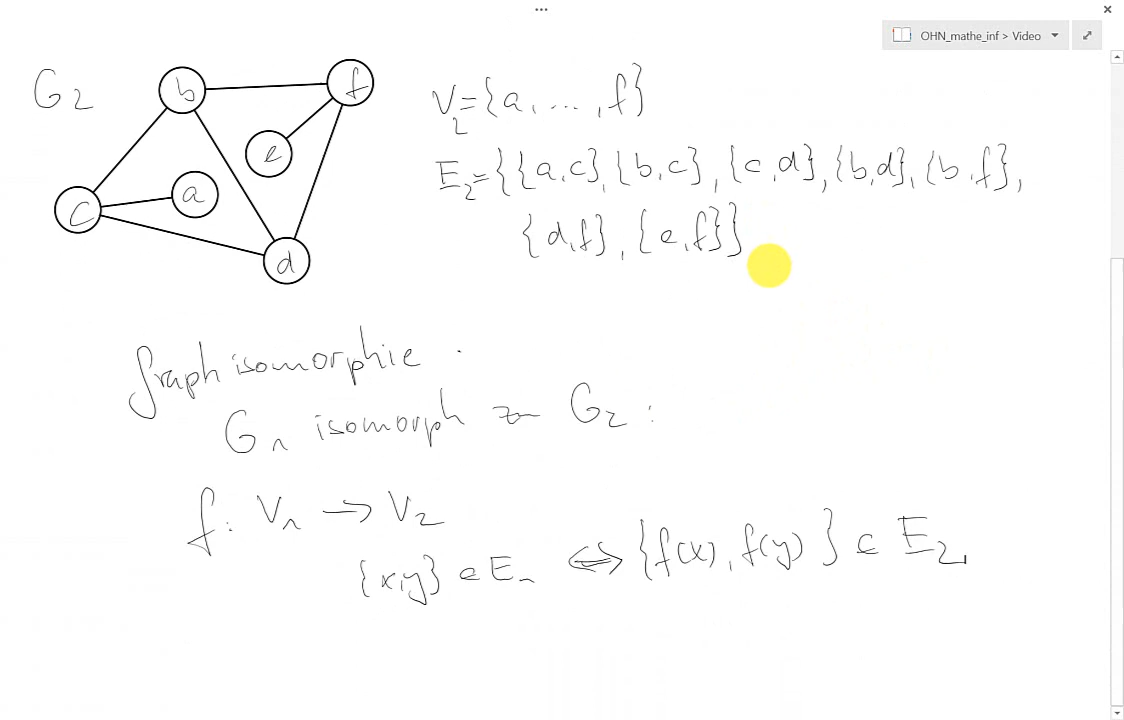 OHN_mathe_inf > Video
G2
b
f
e
a
c
d
V2={a, ... ,f}
E2={{a,c},{b,c},{c,d},{b,d},{b,f},
{d,f},{e,f}}
Graphisomorphie.
G1 isomorph zu G2:
f: V1 → V2
{x,y} ∈ E1 ⇔ {f(x),f(y)} ∈ E2